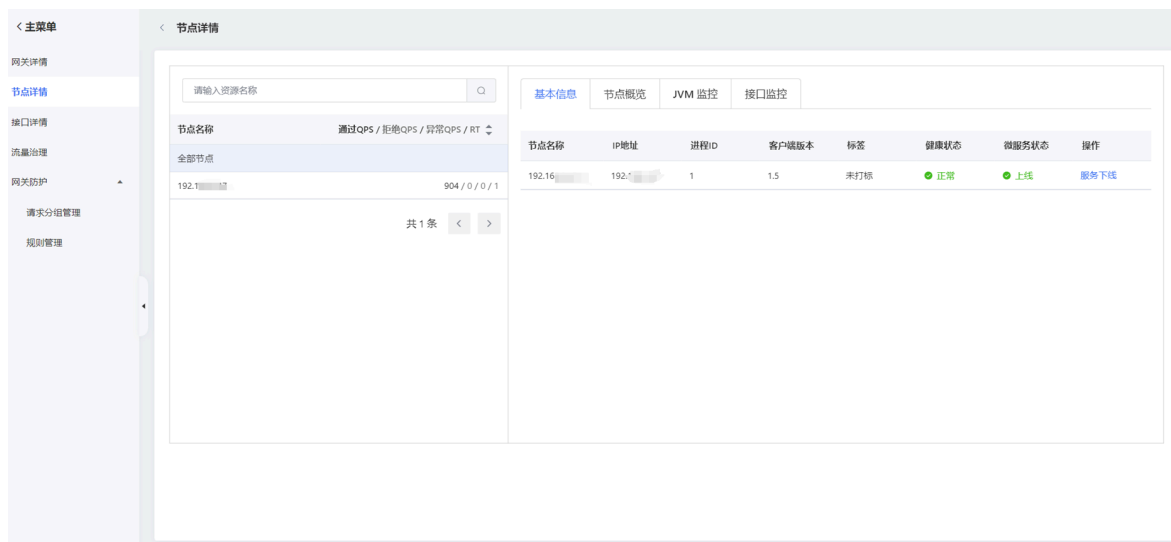 主菜单
节点详情
网关详情
节点详情
接口详情
流量治理
网关防护
请求分组管理
规则管理
请输入资源名称
节点名称 通过QPS / 拒绝QPS / 异常QPS / RT
全部节点
192.1 904 / 0 / 0 / 1
共 1 条
基本信息 节点概览 JVM 监控 接口监控
节点名称 IP地址 进程ID 客户端版本 标签 健康状态 微服务状态 操作
192.16 192. 1 1.5 未打标 正常 上线 服务下线